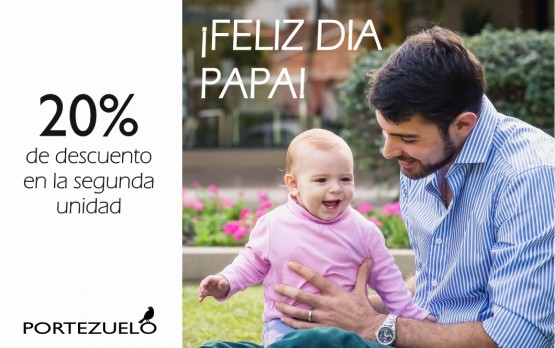 ¡FELIZ DIA
PAPA!
20%
de descuento
en la segunda
unidad
PORTEZUELO